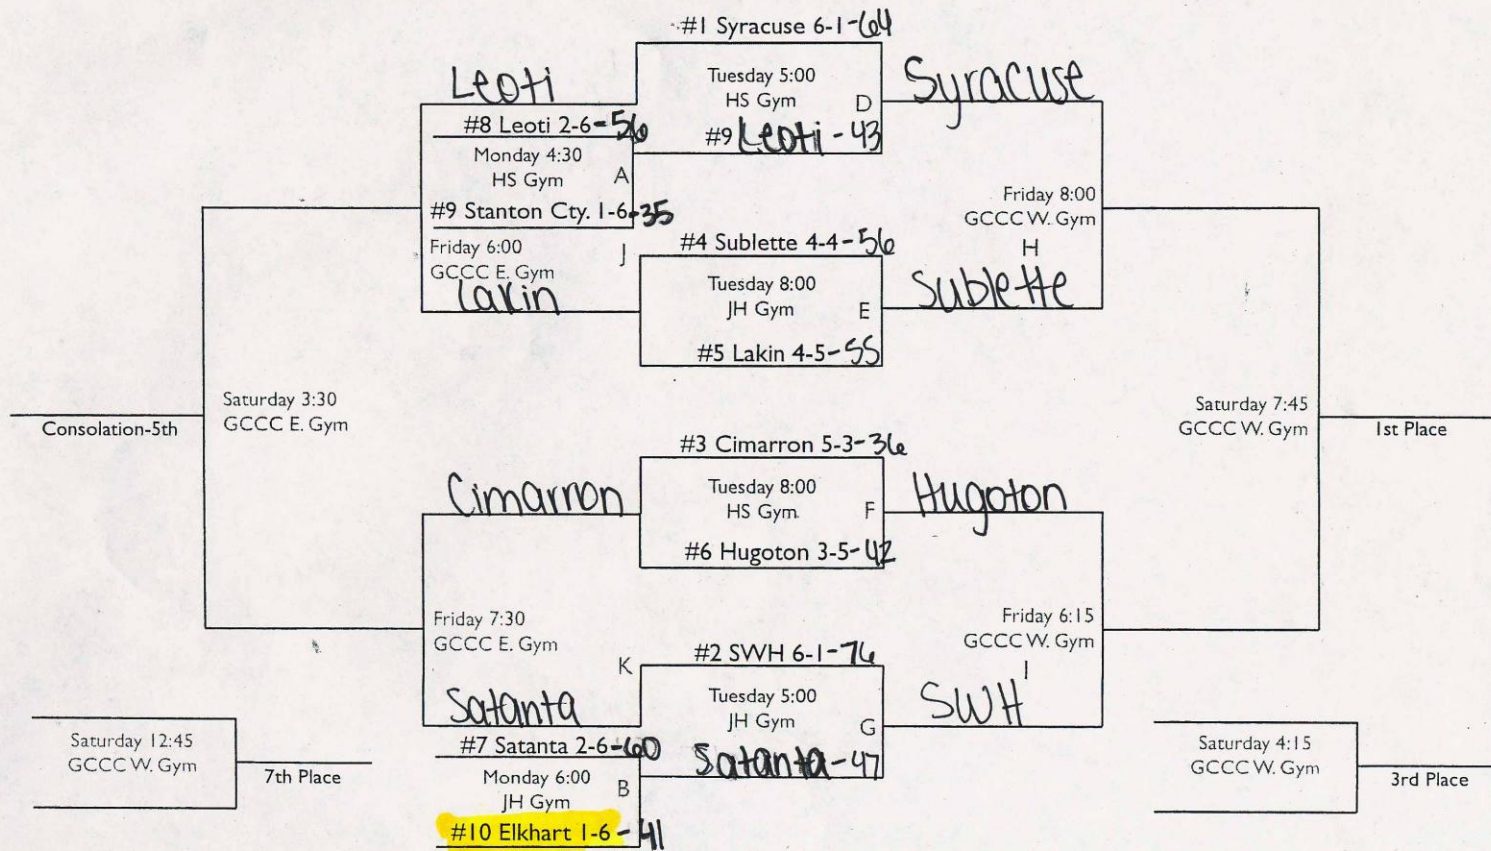 #1 Syracuse 6-1-64
Leoti
Tuesday 5:00
HS Gym
D
Syracuse
#8 Leoti 2-6-56
#9 Leoti - 43
Monday 4:30
HS Gym
A
Friday 8:00
GCCC W. Gym
H
#9 Stanton Cty. 1-6-35
Friday 6:00
GCCC E. Gym
J
#4 Sublette 4-4-56
Lakin
Tuesday 8:00
JH Gym
E
Sublette
#5 Lakin 4-5-55
Saturday 3:30
GCCC E. Gym
Consolation-5th
Saturday 7:45
GCCC W. Gym
1st Place
#3 Cimarron 5-3-36
Cimarron
Tuesday 8:00
HS Gym
F
Hugoton
#6 Hugoton 3-5-42
Friday 7:30
GCCC E. Gym
K
Friday 6:15
GCCC W. Gym
I
#2 SWH 6-1-76
Satanta
Tuesday 5:00
JH Gym
G
SWH
#7 Satanta 2-6-60
Satanta-47
Monday 6:00
JH Gym
B
#10 Elkhart 1-6-41
Saturday 12:45
GCCC W. Gym
7th Place
Saturday 4:15
GCCC W. Gym
3rd Place